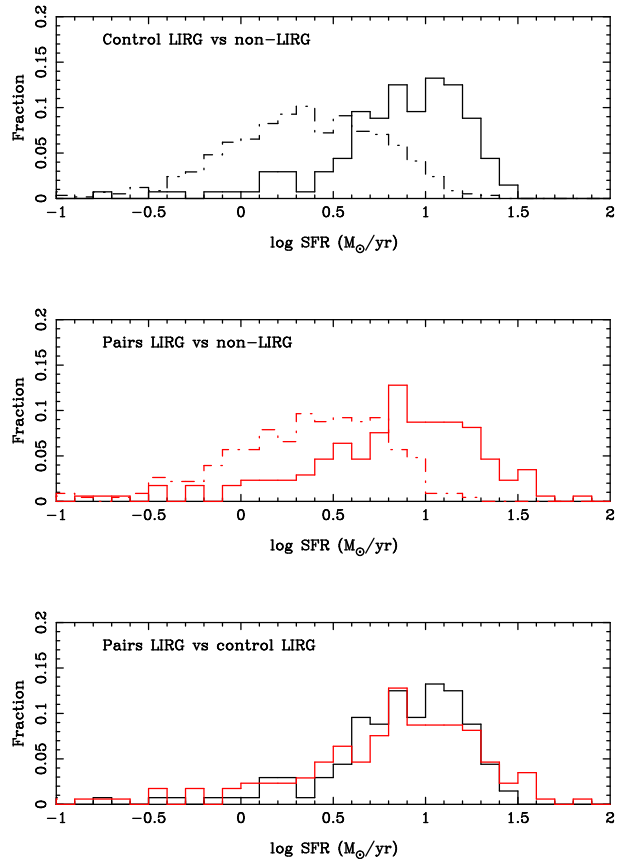 Control LIRG vs non-LIRG
Fraction
0 0.05 0.1 0.15 0.2
-1 -0.5 0 0.5 1 1.5 2
log SFR (M⊙/yr)
Pairs LIRG vs non-LIRG
Fraction
0 0.05 0.1 0.15 0.2
-1 -0.5 0 0.5 1 1.5 2
log SFR (M⊙/yr)
Pairs LIRG vs control LIRG
Fraction
0 0.05 0.1 0.15 0.2
-1 -0.5 0 0.5 1 1.5 2
log SFR (M⊙/yr)